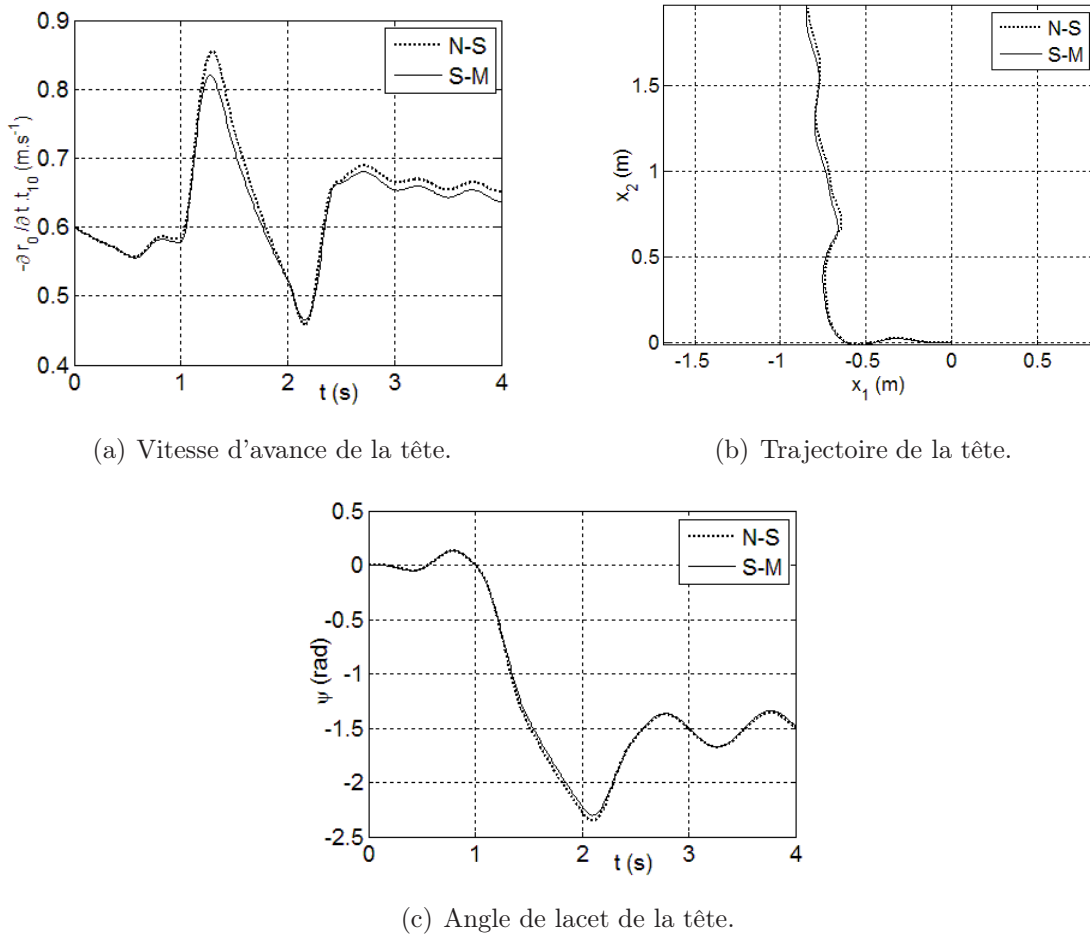 0.9
0.8
0.7
0.6
0.5
0.4
-∂ r₀ /∂ t .t₁₀ (m.s⁻¹)
N-S
S-M
0 1 2 3 4
t (s)
(a) Vitesse d'avance de la tête.
1.5
1
0.5
0
x₂ (m)
N-S
S-M
-1.5 -1 -0.5 0 0.5
x₁ (m)
(b) Trajectoire de la tête.
0.5
0
-0.5
-1
-1.5
-2
-2.5
ψ (rad)
N-S
S-M
0 1 2 3 4
t (s)
(c) Angle de lacet de la tête.